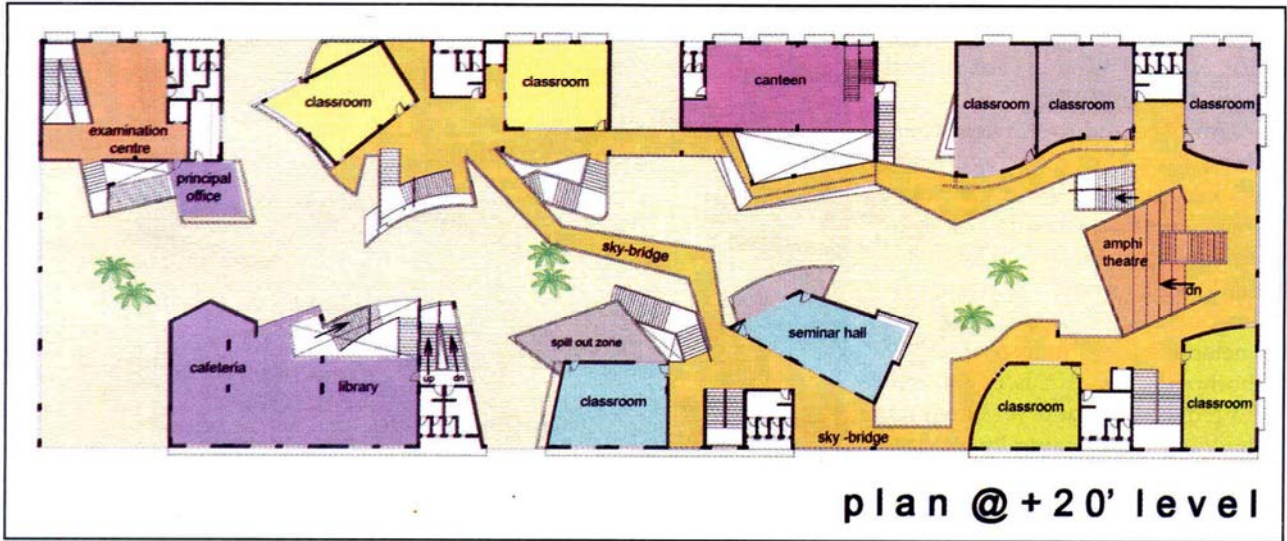 classroom
classroom
canteen
classroom
classroom
classroom
examination
centre
principal
office
sky-bridge
amphi
theatre
dn
spill out zone
seminar hall
cafeteria
library
up
dn
classroom
classroom
classroom
sky -bridge
plan @ + 20' level